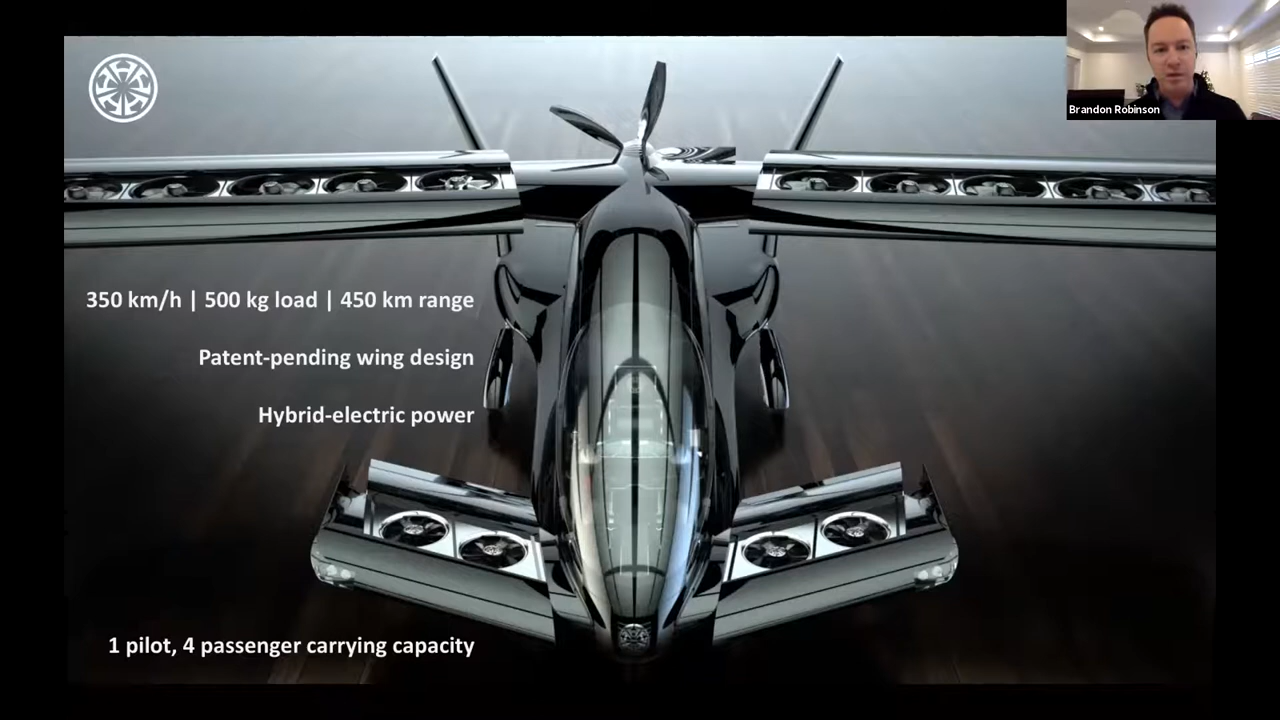 Brandon Robinson
350 km/h | 500 kg load | 450 km range
Patent-pending wing design
Hybrid-electric power
1 pilot, 4 passenger carrying capacity